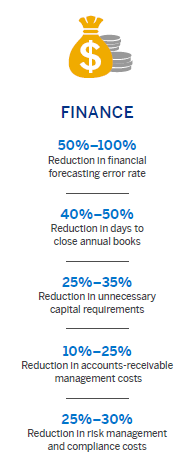 $
FINANCE
50%–100%
Reduction in financial
forecasting error rate
40%–50%
Reduction in days to
close annual books
25%–35%
Reduction in unnecessary
capital requirements
10%–25%
Reduction in accounts-receivable
management costs
25%–30%
Reduction in risk management
and compliance costs